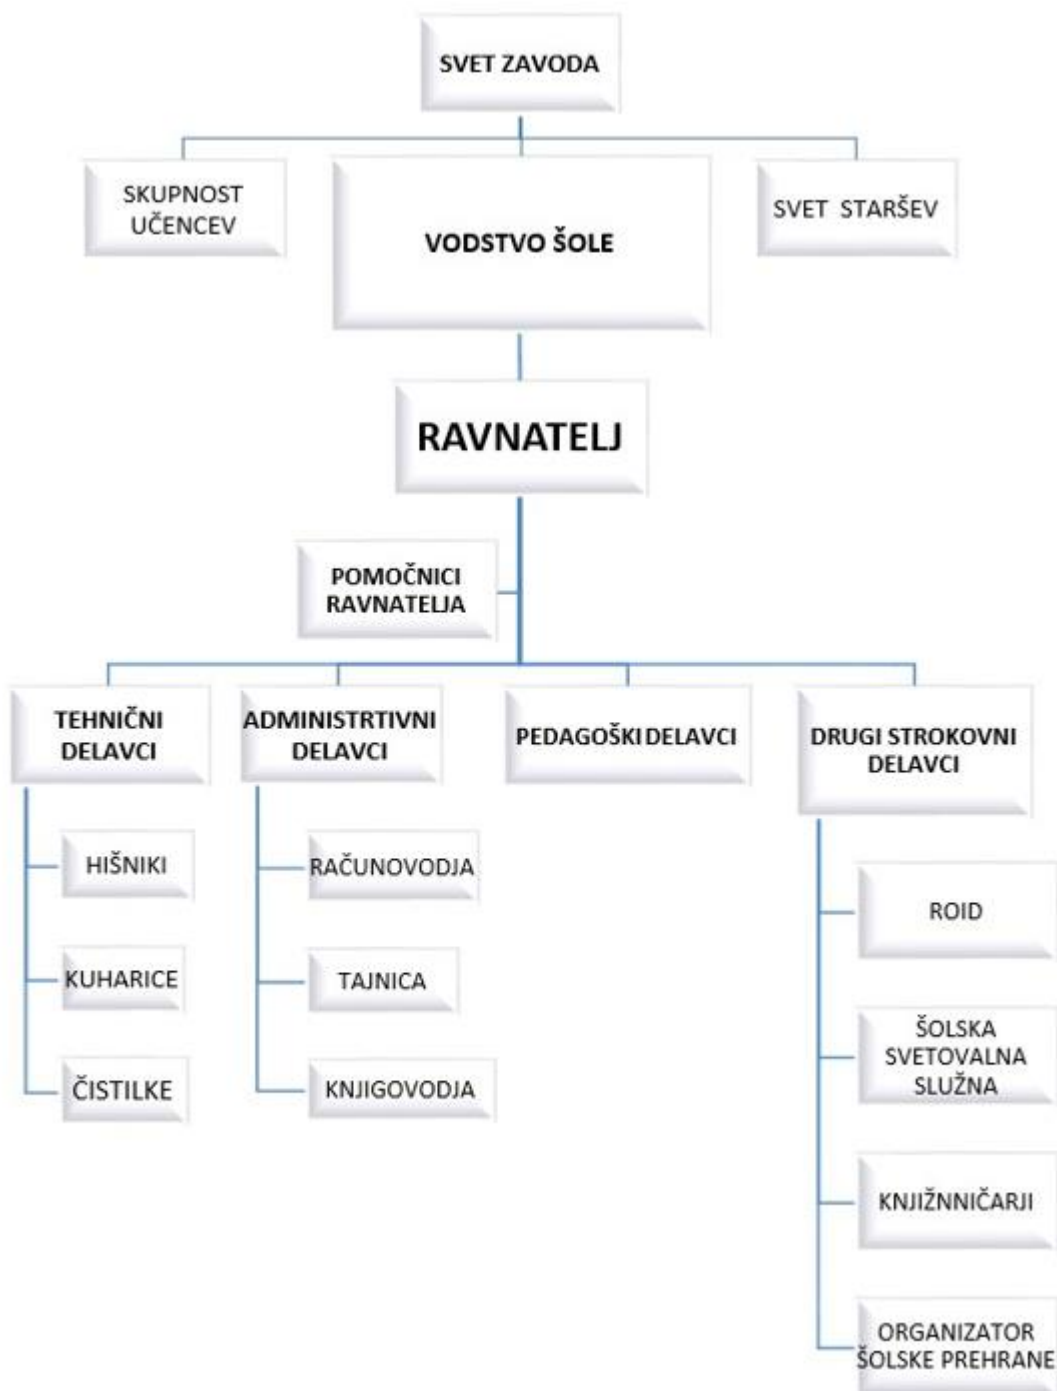 SVET ZAVODA
SKUPNOST
UČENCEV
VODSTVO ŠOLE
SVET STARŠEV
RAVNATELJ
POMOČNICI
RAVNATELJA
TEHNIČNI
DELAVCI
HIŠNIKI
KUHARICE
ČISTILKE
ADMINISTRTIVNI
DELAVCI
RAČUNOVODJA
TAJNICA
KNJIGOVODJA
PEDAGOŠKI DELAVCI
DRUGI STROKOVNI
DELAVCI
ROID
ŠOLSKA
SVETOVALNA
SLUŽNA
KNJIŽNNIČARJI
ORGANIZATOR
ŠOLSKE PREHRANE